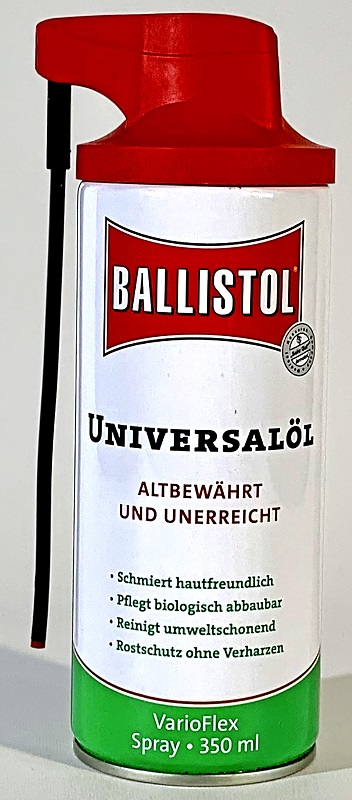 BALLISTOL
UNIVERSALÖL
ALTBEWÄHRT
UND UNERREICHT
· Schmiert hautfreundlich
· Pflegt biologisch abbaubar
· Reinigt umweltschonend
· Rostschutz ohne Verharzen
VarioFlex
Spray • 350 ml